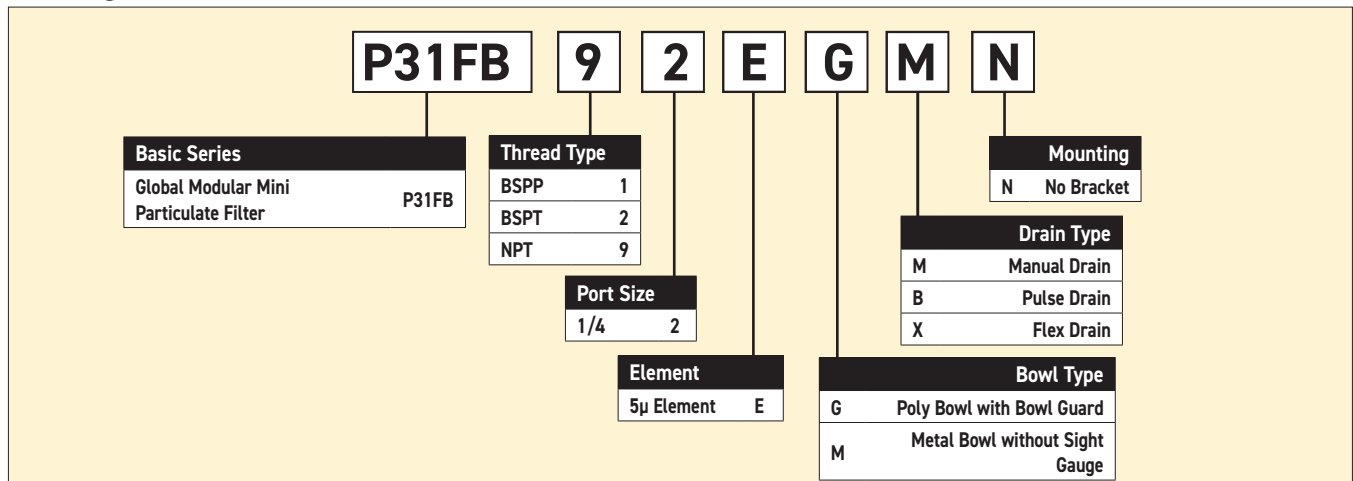 P31FB 9 2 E G M N
Basic Series
Global Modular Mini
Particulate Filter P31FB
Thread Type
BSPP 1
BSPT 2
NPT 9
Mounting
N No Bracket
Drain Type
M Manual Drain
B Pulse Drain
X Flex Drain
Port Size
1/4 2
Element
5µ Element E
Bowl Type
G Poly Bowl with Bowl Guard
M Metal Bowl without Sight
Gauge